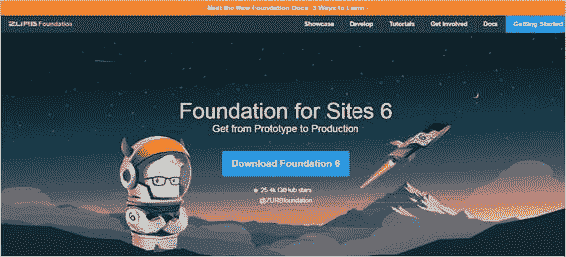 Meet the New Foundation Docs: 3 Ways to Learn
ZURB Foundation
Showcase
Develop
Tutorials
Get Involved
Docs
Getting Started
Foundation for Sites 6
Get from Prototype to Production
Download Foundation 6
★ 25.4k GitHub stars
@ZURBfoundation